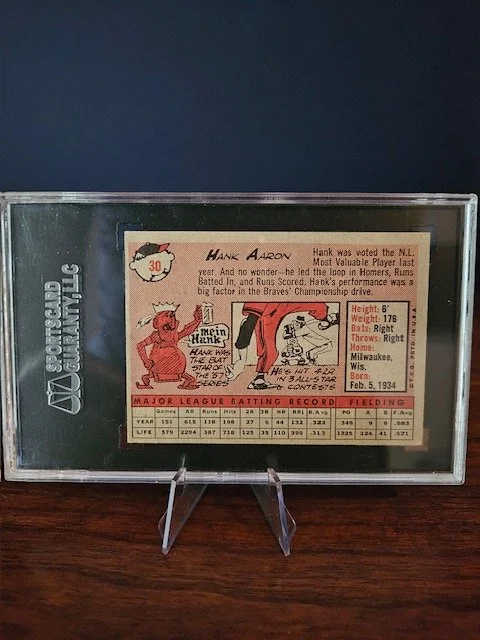 SPORTSCARD
GUARANTY, LLC
30
HANK AARON
Hank was voted the N.L.
Most Valuable Player last
year. And no wonder—he led the loop in Homers, Runs
Batted In, and Runs Scored. Hank's performance was a
big factor in the Braves' Championship drive.
mein
Hank
HANK WAS
THE BAT
STAR OF
THE '57
SERIES
HE'S HIT .429
IN 3 ALL-STAR
CONTESTS
Height: 6'
Weight: 176
Bats: Right
Throws: Right
Home:
Milwaukee,
Wis.
Born:
Feb. 5, 1934
©T.C.G. PRTD. IN U.S.A.
MAJOR LEAGUE BATTING RECORD FIELDING
Games AB Runs Hits 2B 3B HR RBI B.Avg PO A E F.Avg
YEAR 151 615 118 198 27 6 44 132 .322 346 9 6 .983
LIFE 579 2294 387 718 125 35 110 399 .313 1225 124 41 .971